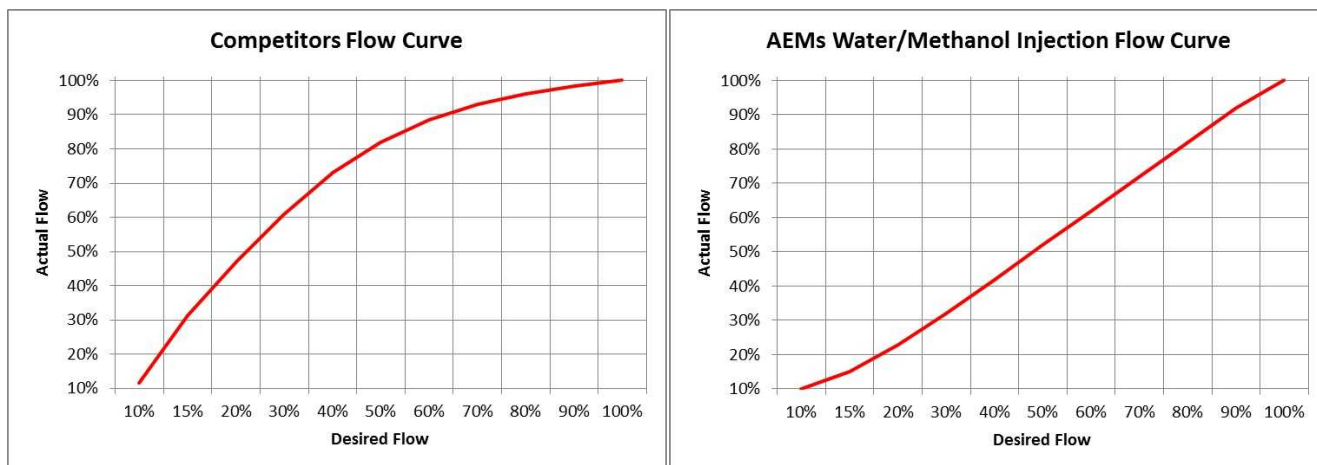 Competitors Flow Curve
100%
90%
80%
70%
60%
50%
40%
30%
20%
10%
Actual Flow
10% 15% 20% 30% 40% 50% 60% 70% 80% 90% 100%
Desired Flow
AEMs Water/Methanol Injection Flow Curve
100%
90%
80%
70%
60%
50%
40%
30%
20%
10%
Actual Flow
10% 15% 20% 30% 40% 50% 60% 70% 80% 90% 100%
Desired Flow